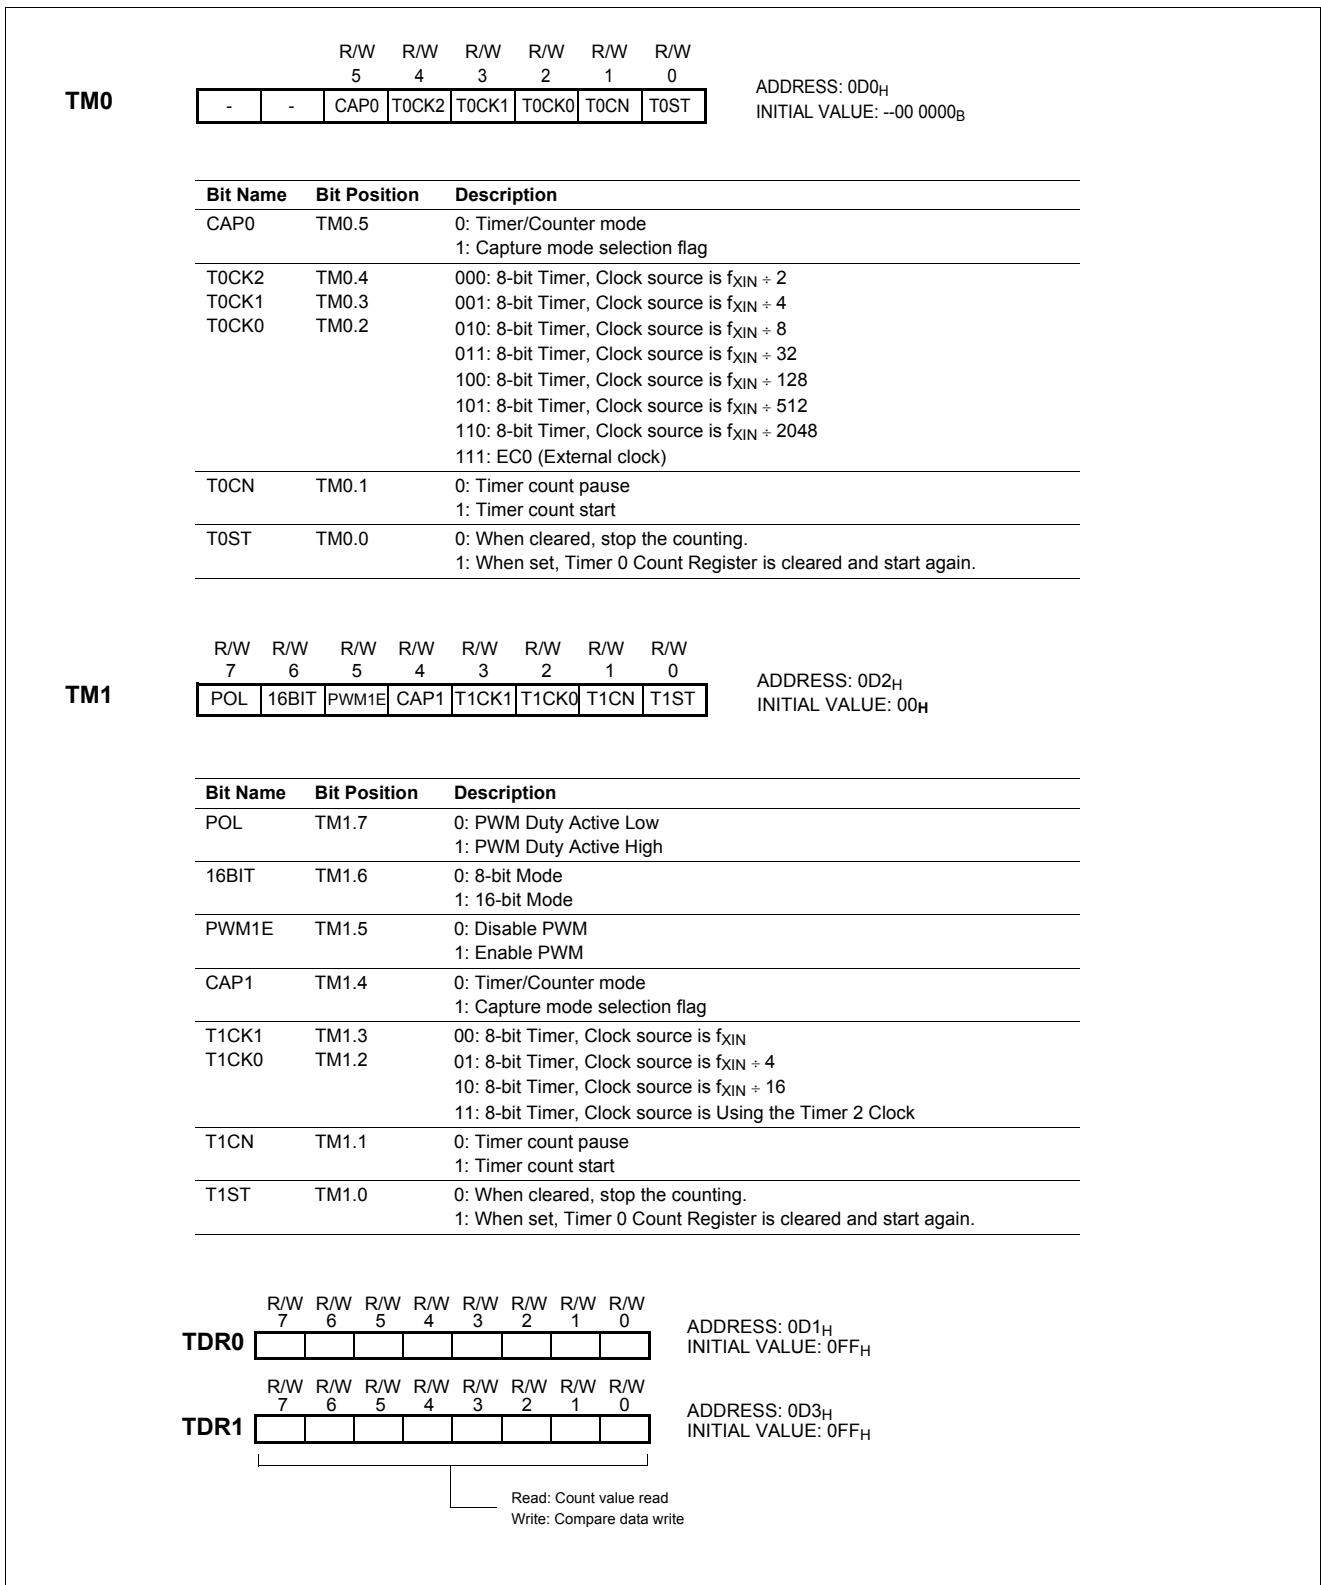 R/W R/W R/W R/W R/W R/W
5 4 3 2 1 0
TM0 - - CAP0 T0CK2 T0CK1 T0CK0 T0CN T0ST
ADDRESS: 0D0H
INITIAL VALUE: --00 0000B
Bit Name Bit Position Description
CAP0 TM0.5 0: Timer/Counter mode
1: Capture mode selection flag
T0CK2 TM0.4 000: 8-bit Timer, Clock source is fXIN ÷ 2
T0CK1 TM0.3 001: 8-bit Timer, Clock source is fXIN ÷ 4
T0CK0 TM0.2 010: 8-bit Timer, Clock source is fXIN ÷ 8
011: 8-bit Timer, Clock source is fXIN ÷ 32
100: 8-bit Timer, Clock source is fXIN ÷ 128
101: 8-bit Timer, Clock source is fXIN ÷ 512
110: 8-bit Timer, Clock source is fXIN ÷ 2048
111: EC0 (External clock)
T0CN TM0.1 0: Timer count pause
1: Timer count start
T0ST TM0.0 0: When cleared, stop the counting.
1: When set, Timer 0 Count Register is cleared and start again.
R/W R/W R/W R/W R/W R/W R/W R/W
7 6 5 4 3 2 1 0
TM1 POL 16BIT PWM1E CAP1 T1CK1 T1CK0 T1CN T1ST
ADDRESS: 0D2H
INITIAL VALUE: 00H
Bit Name Bit Position Description
POL TM1.7 0: PWM Duty Active Low
1: PWM Duty Active High
16BIT TM1.6 0: 8-bit Mode
1: 16-bit Mode
PWM1E TM1.5 0: Disable PWM
1: Enable PWM
CAP1 TM1.4 0: Timer/Counter mode
1: Capture mode selection flag
T1CK1 TM1.3 00: 8-bit Timer, Clock source is fXIN
T1CK0 TM1.2 01: 8-bit Timer, Clock source is fXIN ÷ 4
10: 8-bit Timer, Clock source is fXIN ÷ 16
11: 8-bit Timer, Clock source is Using the Timer 2 Clock
T1CN TM1.1 0: Timer count pause
1: Timer count start
T1ST TM1.0 0: When cleared, stop the counting.
1: When set, Timer 0 Count Register is cleared and start again.
R/W R/W R/W R/W R/W R/W R/W R/W
7 6 5 4 3 2 1 0
TDR0
ADDRESS: 0D1H
INITIAL VALUE: 0FFH
R/W R/W R/W R/W R/W R/W R/W R/W
7 6 5 4 3 2 1 0
TDR1
ADDRESS: 0D3H
INITIAL VALUE: 0FFH
Read: Count value read
Write: Compare data write